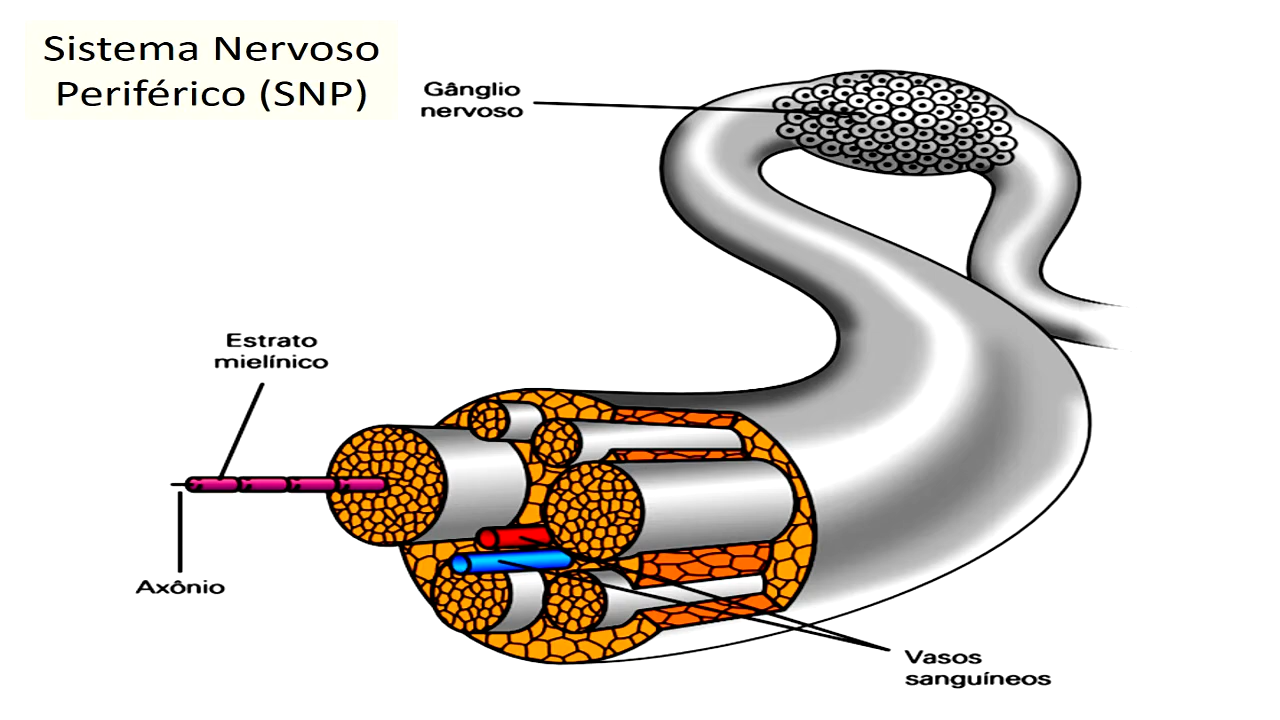 Sistema Nervoso
Periférico (SNP)
Gânglio
nervoso
Estrato
mielínico
Axônio
Vasos
sanguíneos